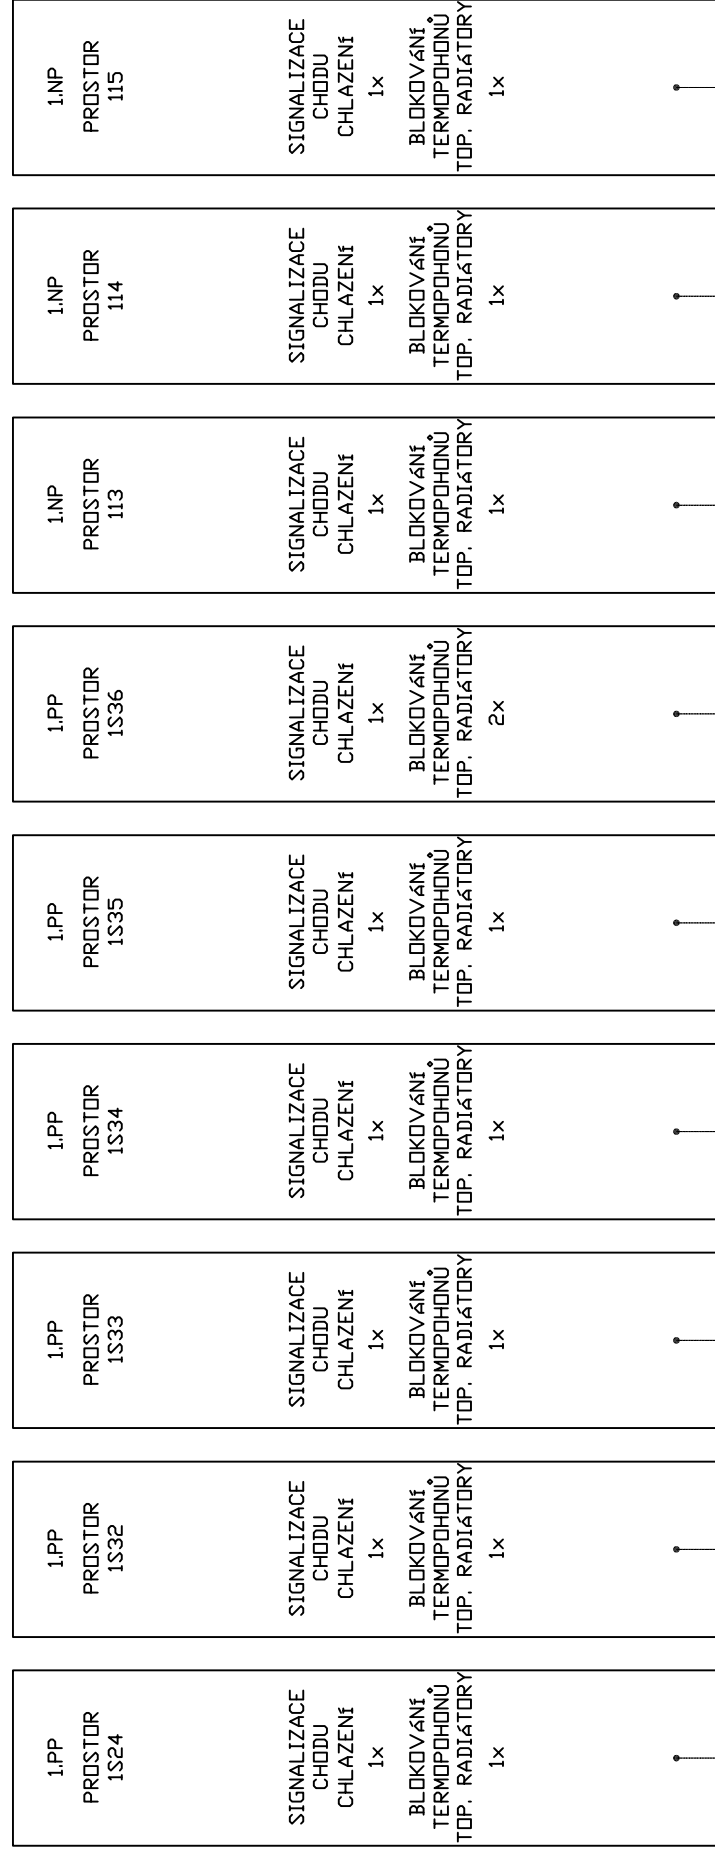 1.PP
PROSTOR
1S24
SIGNALIZACE
CHODU
CHLAZENÍ
1x
BLOKOVÁNÍ
TERMOPOHONŮ
TOP. RADIÁTORY
1x
1.PP
PROSTOR
1S32
SIGNALIZACE
CHODU
CHLAZENÍ
1x
BLOKOVÁNÍ
TERMOPOHONŮ
TOP. RADIÁTORY
1x
1.PP
PROSTOR
1S33
SIGNALIZACE
CHODU
CHLAZENÍ
1x
BLOKOVÁNÍ
TERMOPOHONŮ
TOP. RADIÁTORY
1x
1.PP
PROSTOR
1S34
SIGNALIZACE
CHODU
CHLAZENÍ
1x
BLOKOVÁNÍ
TERMOPOHONŮ
TOP. RADIÁTORY
1x
1.PP
PROSTOR
1S35
SIGNALIZACE
CHODU
CHLAZENÍ
1x
BLOKOVÁNÍ
TERMOPOHONŮ
TOP. RADIÁTORY
1x
1.PP
PROSTOR
1S36
SIGNALIZACE
CHODU
CHLAZENÍ
1x
BLOKOVÁNÍ
TERMOPOHONŮ
TOP. RADIÁTORY
2x
1.NP
PROSTOR
113
SIGNALIZACE
CHODU
CHLAZENÍ
1x
BLOKOVÁNÍ
TERMOPOHONŮ
TOP. RADIÁTORY
1x
1.NP
PROSTOR
114
SIGNALIZACE
CHODU
CHLAZENÍ
1x
BLOKOVÁNÍ
TERMOPOHONŮ
TOP. RADIÁTORY
1x
1.NP
PROSTOR
115
SIGNALIZACE
CHODU
CHLAZENÍ
1x
BLOKOVÁNÍ
TERMOPOHONŮ
TOP. RADIÁTORY
1x